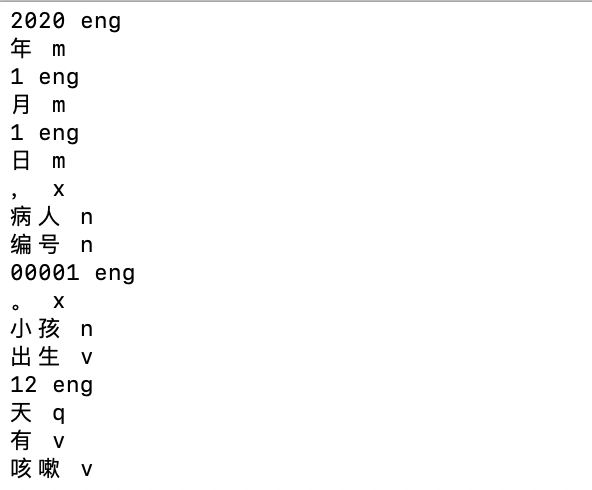 2020 eng
年 m
1 eng
月 m
1 eng
日 m
， x
病人 n
编号 n
00001 eng
。 x
小孩 n
出生 v
12 eng
天 q
有 v
咳嗽 v